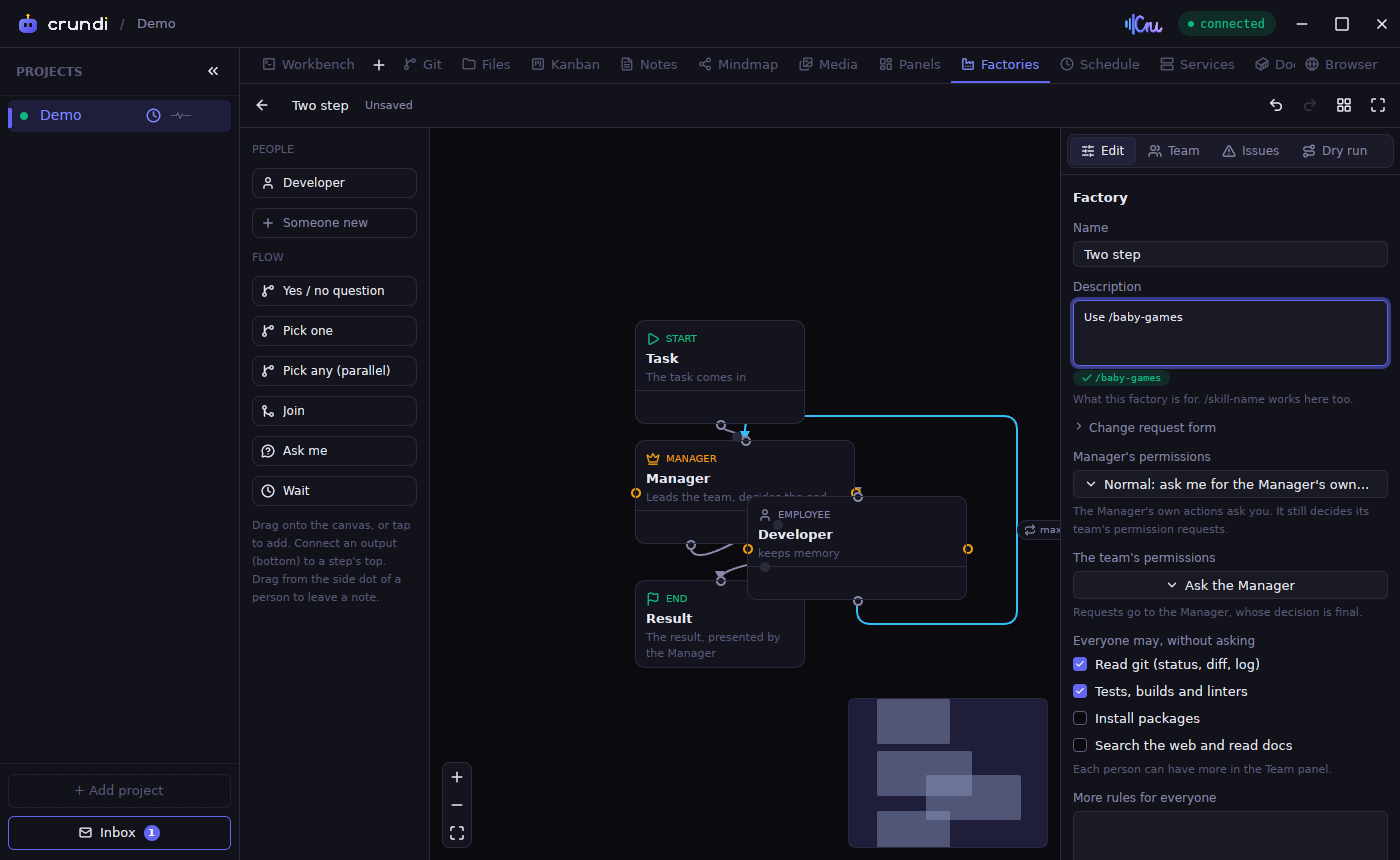 crundi / Demo
Cru
connected
PROJECTS
Demo
+ Add project
Inbox 1
Workbench + Git Files Kanban Notes Mindmap Media Panels Factories Schedule Services Doc Browser
Two step Unsaved
PEOPLE
Developer
Someone new
FLOW
Yes / no question
Pick one
Pick any (parallel)
Join
Ask me
Wait
Drag onto the canvas, or tap
to add. Connect an output
(bottom) to a step's top.
Drag from the side dot of a
person to leave a note.
START
Task
The task comes in
MANAGER
Manager
Leads the team, decides the end
EMPLOYEE
Developer
keeps memory
max
END
Result
The result, presented by
the Manager
Edit Team Issues Dry run
Factory
Name
Two step
Description
Use /baby-games
/baby-games
What this factory is for. /skill-name works here too.
Change request form
Manager's permissions
Normal: ask me for the Manager's own...
The Manager's own actions ask you. It still decides its
team's permission requests.
The team's permissions
Ask the Manager
Requests go to the Manager, whose decision is final.
Everyone may, without asking
Read git (status, diff, log)
Tests, builds and linters
Install packages
Search the web and read docs
Each person can have more in the Team panel.
More rules for everyone